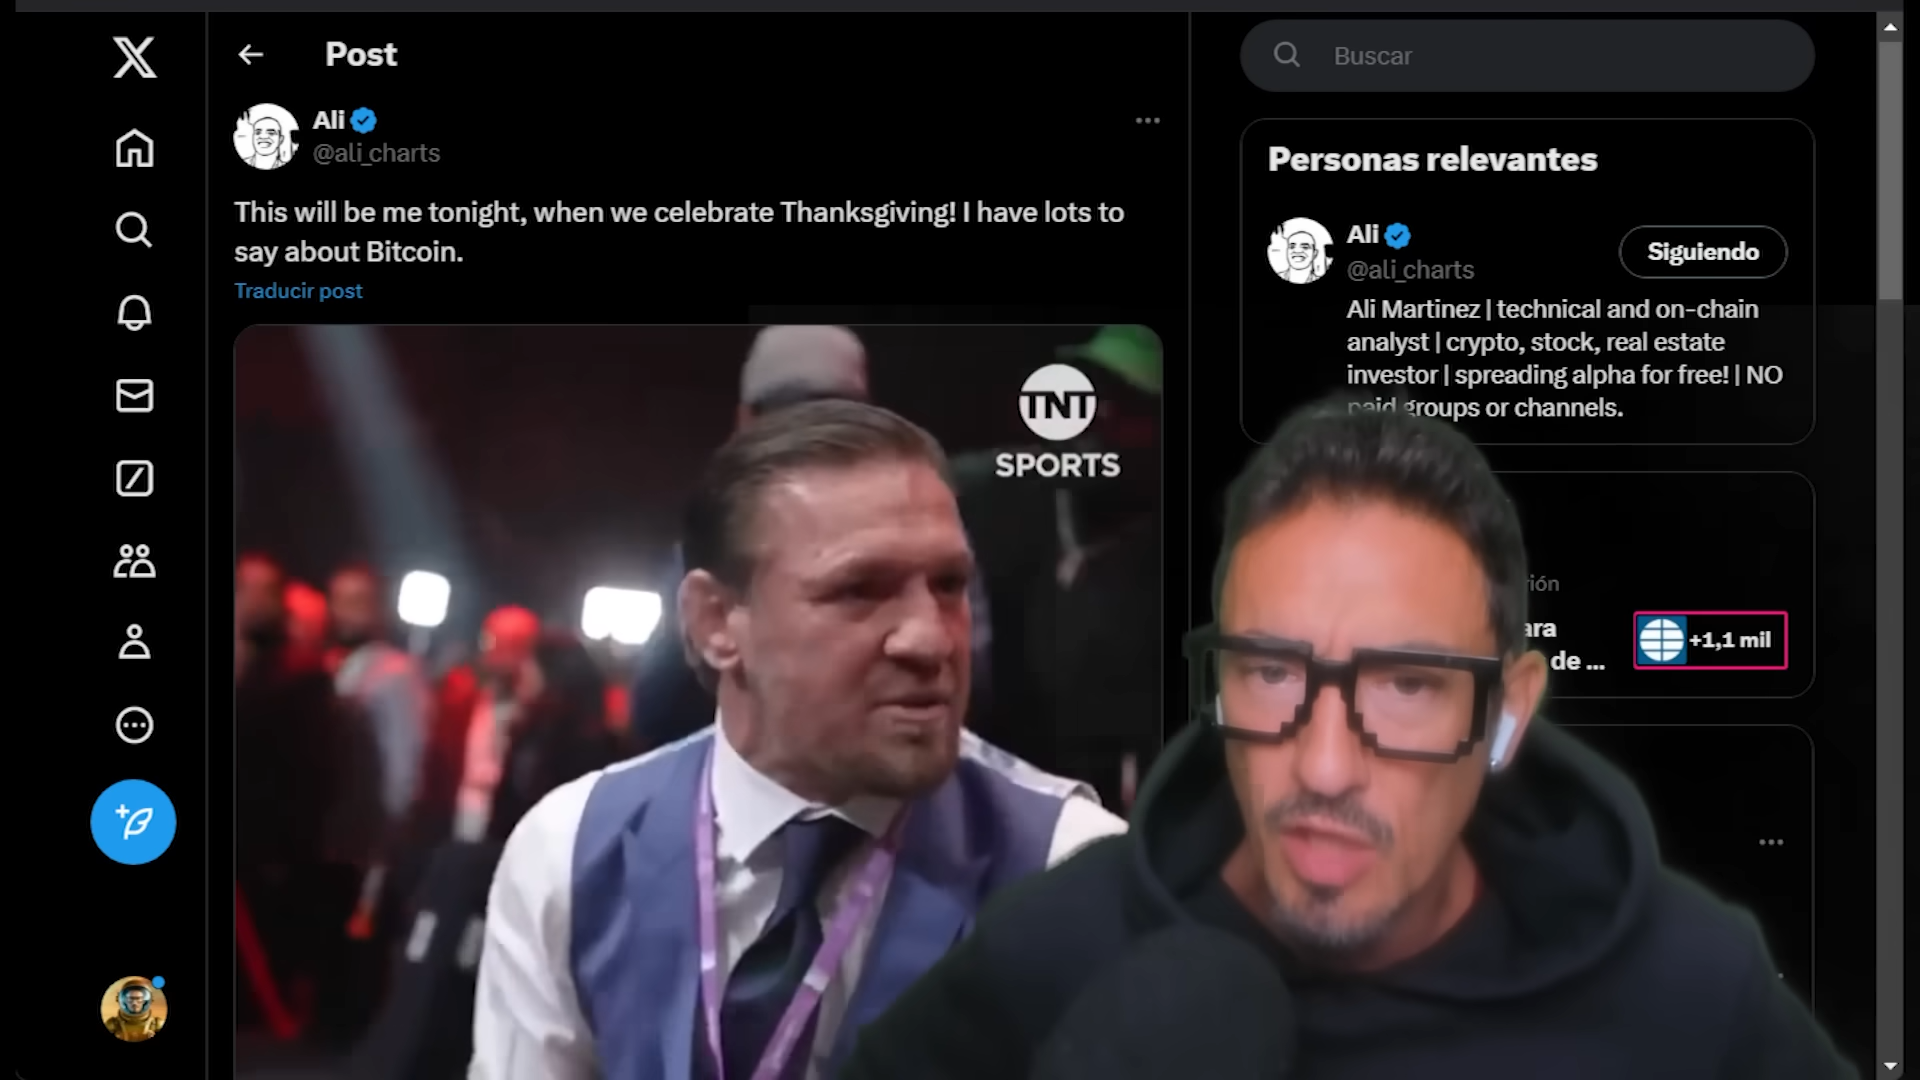 Post
Ali
@ali_charts
This will be me tonight, when we celebrate Thanksgiving! I have lots to
say about Bitcoin.
Traducir post
TNT
SPORTS
Buscar
Personas relevantes
Ali
@ali_charts
Siguiendo
Ali Martinez | technical and on-chain
analyst | crypto, stock, real estate
investor | spreading alpha for free! | NO
paid groups or channels.
de ...
+1,1 mil